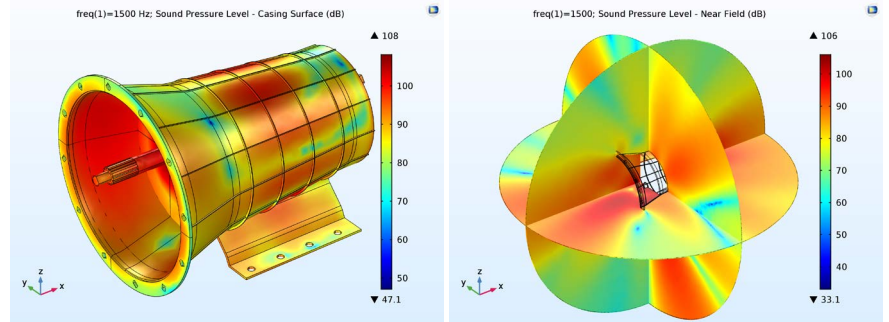 freq(1)=1500 Hz; Sound Pressure Level - Casing Surface (dB)
▲ 108
100
90
80
70
60
50
▼ 47.1
z
y
x
freq(1)=1500; Sound Pressure Level - Near Field (dB)
▲ 106
100
90
80
70
60
50
40
▼ 33.1
z
y
x